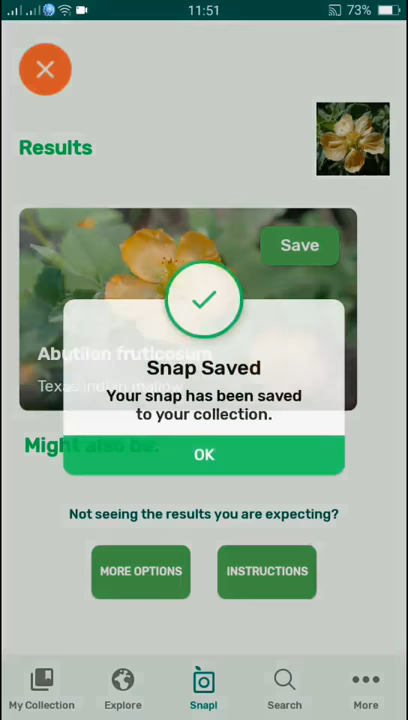 11:51
73%
Results
Save
Abutilon fruticosum
Texas indian mallow
Snap Saved
Your snap has been saved
to your collection.
Might also be:
OK
Not seeing the results you are expecting?
MORE OPTIONS
INSTRUCTIONS
My Collection
Explore
Snap!
Search
More